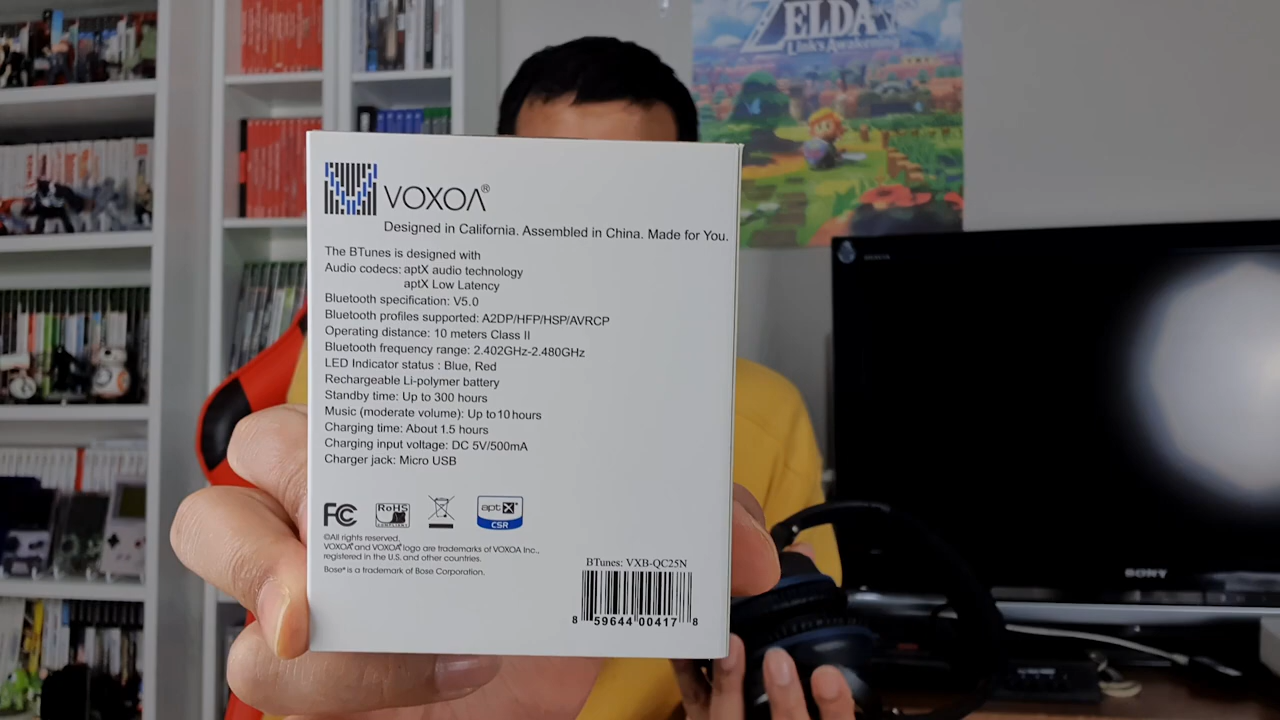 ZELDA
Link's Awakening
VOXOA®
Designed in California. Assembled in China. Made for You.
The BTunes is designed with
Audio codecs: aptX audio technology
aptX Low Latency
Bluetooth specification: V5.0
Bluetooth profiles supported: A2DP/HFP/HSP/AVRCP
Operating distance: 10 meters Class II
Bluetooth frequency range: 2.402GHz-2.480GHz
LED Indicator status : Blue, Red
Rechargeable Li-polymer battery
Standby time: Up to 300 hours
Music (moderate volume): Up to 10 hours
Charging time: About 1.5 hours
Charging input voltage: DC 5V/500mA
Charger jack: Micro USB
FC
RoHS
COMPLIANT
aptX
CSR
©All rights reserved,
VOXOA® and VOXOA® logo are trademarks of VOXOA Inc.,
registered in the U.S. and other countries.
Bose® is a trademark of Bose Corporation.
BTunes: VXB-QC25N
8 59644 00417 8
SONY